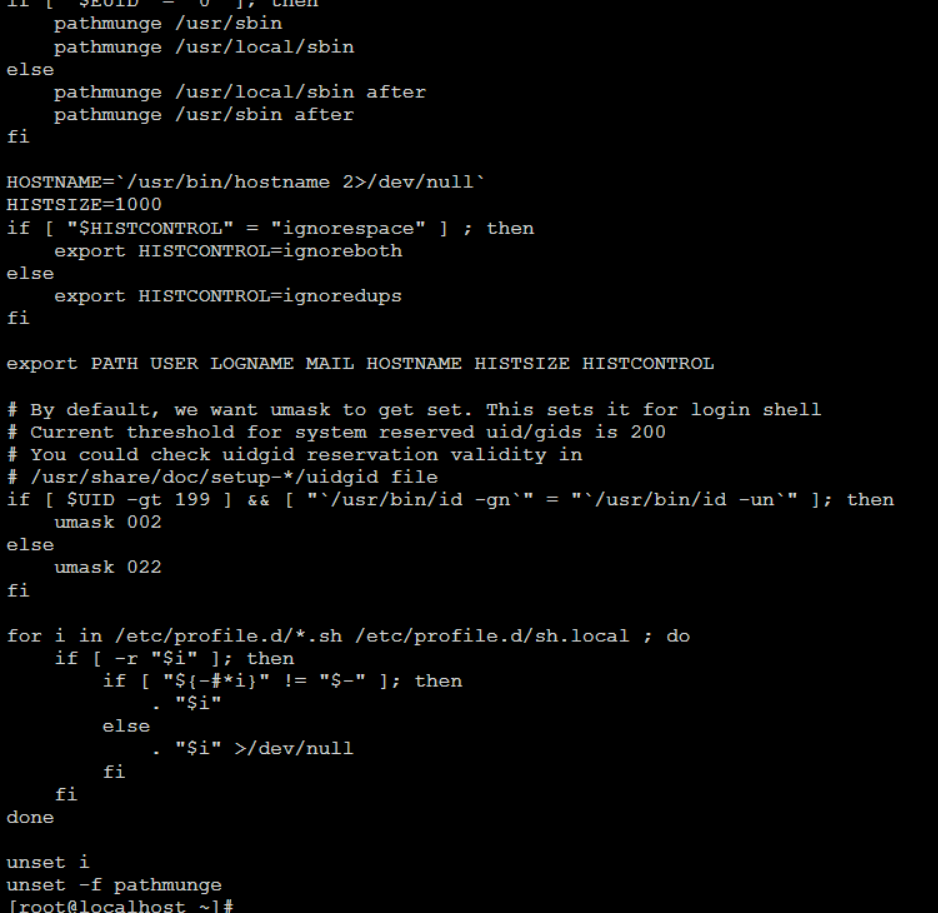 if [ "$EUID" = "0" ]; then
    pathmunge /usr/sbin
    pathmunge /usr/local/sbin
else
    pathmunge /usr/local/sbin after
    pathmunge /usr/sbin after
fi

HOSTNAME=`/usr/bin/hostname 2>/dev/null`
HISTSIZE=1000
if [ "$HISTCONTROL" = "ignorespace" ] ; then
    export HISTCONTROL=ignoreboth
else
    export HISTCONTROL=ignoredups
fi

export PATH USER LOGNAME MAIL HOSTNAME HISTSIZE HISTCONTROL

# By default, we want umask to get set. This sets it for login shell
# Current threshold for system reserved uid/gids is 200
# You could check uidgid reservation validity in
# /usr/share/doc/setup-*/uidgid file
if [ $UID -gt 199 ] && [ "`/usr/bin/id -gn`" = "`/usr/bin/id -un`" ]; then
    umask 002
else
    umask 022
fi

for i in /etc/profile.d/*.sh /etc/profile.d/sh.local ; do
    if [ -r "$i" ]; then
        if [ "${-#*i}" != "$-" ]; then
            . "$i"
        else
            . "$i" >/dev/null
        fi
    fi
done

unset i
unset -f pathmunge
[root@localhost ~]#